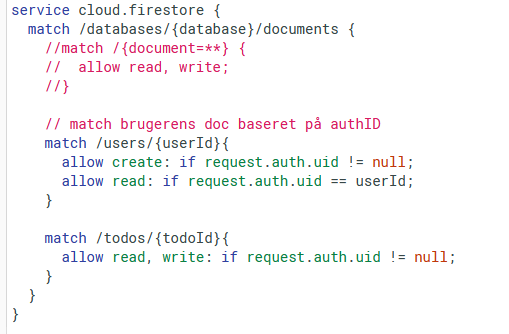 service cloud.firestore {
match /databases/{database}/documents {
//match /{document=**} {
//  allow read, write;
//}
// match brugerens doc baseret på authID
match /users/{userId}{
allow create: if request.auth.uid != null;
allow read: if request.auth.uid == userId;
}
match /todos/{todoId}{
allow read, write: if request.auth.uid != null;
}
}
}